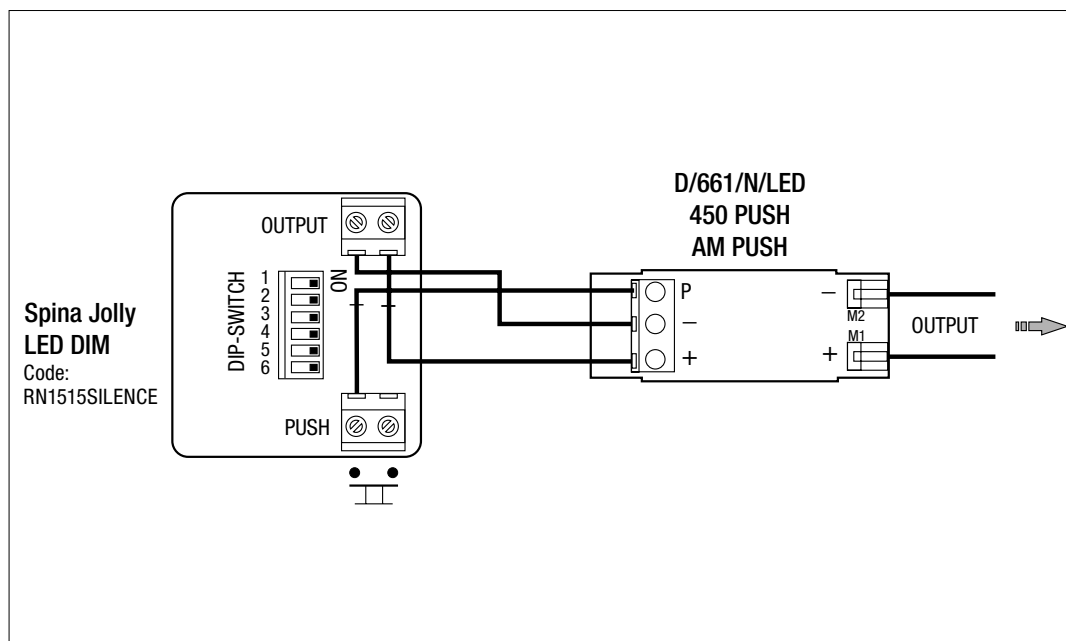 Spina Jolly
LED DIM
Code:
RN1515SILENCE
OUTPUT
DIP-SWITCH
1
2
3
4
5
6
ON
PUSH
D/661/N/LED
450 PUSH
AM PUSH
P
−
+
−
M2
M1
+
OUTPUT